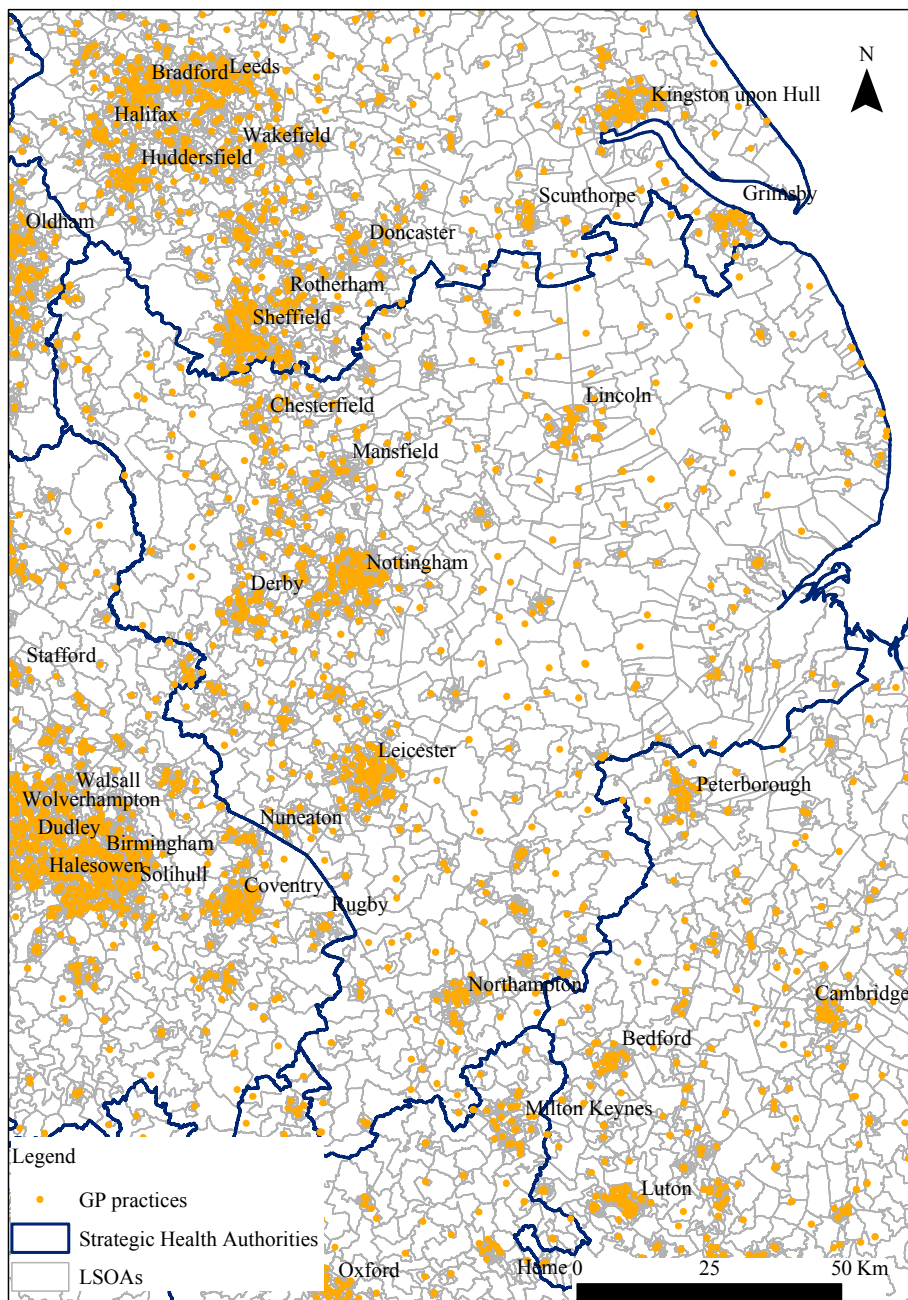 Bradford
Leeds
N
Kingston upon Hull
Halifax
Wakefield
Huddersfield
Scunthorpe
Grimsby
Oldham
Doncaster
Rotherham
Sheffield
Chesterfield
Lincoln
Mansfield
Nottingham
Derby
Stafford
Leicester
Walsall
Wolverhampton
Peterborough
Nuneaton
Dudley
Birmingham
Halesowen
Solihull
Coventry
Rugby
Northampton
Cambridge
Bedford
Milton Keynes
Legend
GP practices
Luton
Strategic Health Authorities
LSOAs
Oxford
Heme
0 25 50 Km